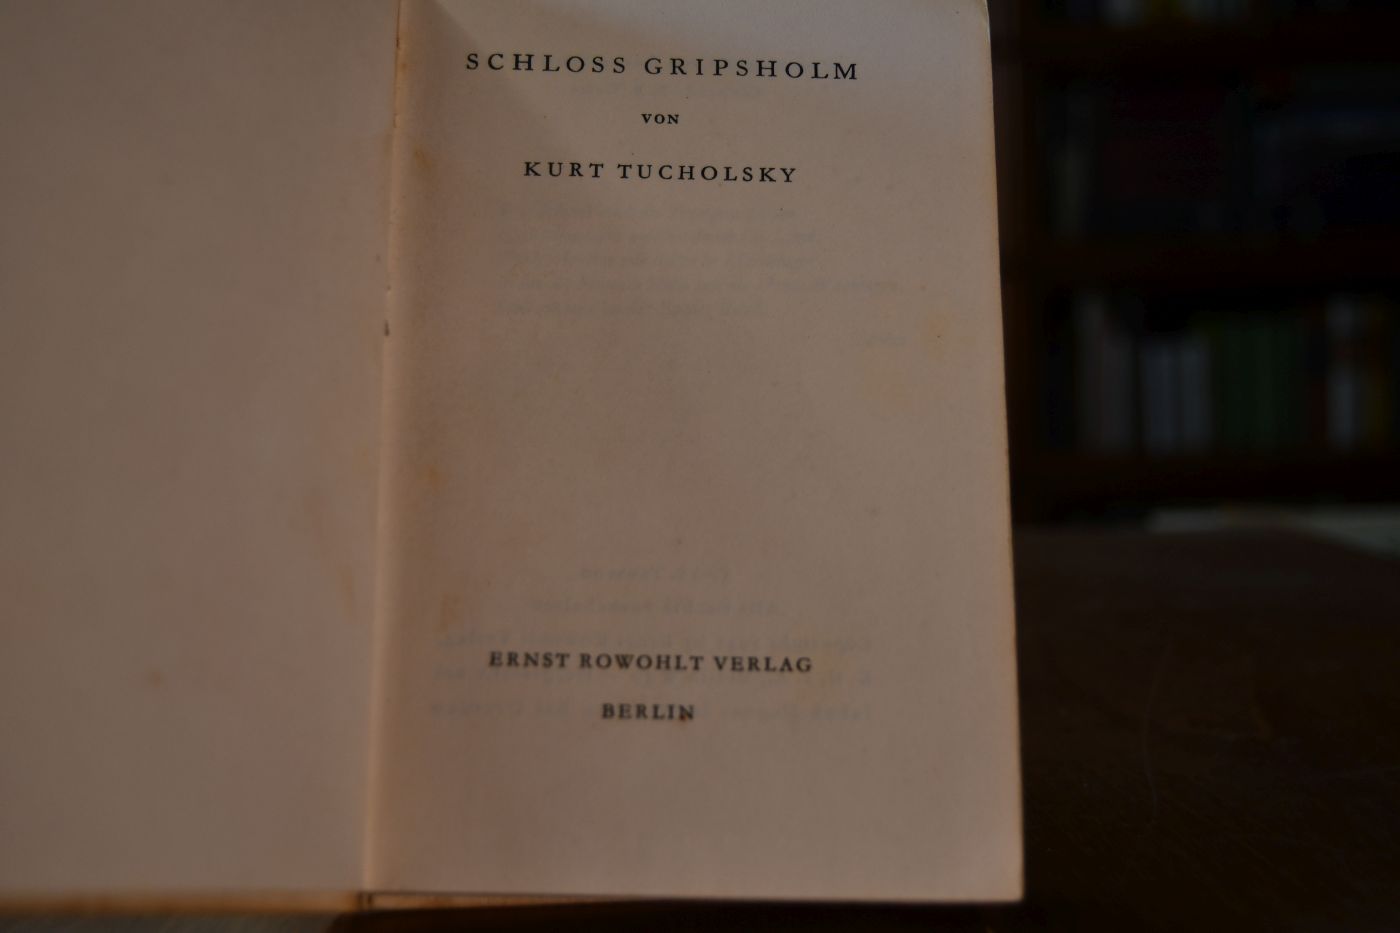 SCHLOSS GRIPSHOLM
VON
KURT TUCHOLSKY
ERNST ROWOHLT VERLAG
BERLIN